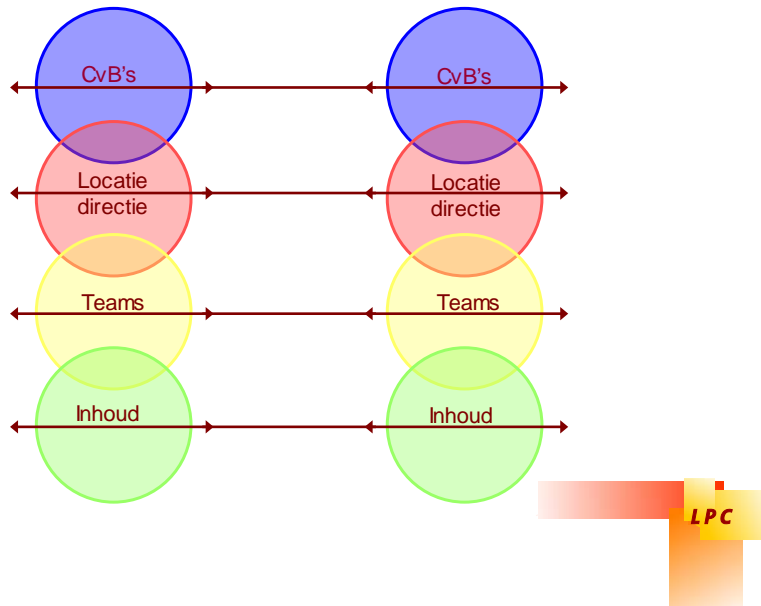 CvB's
CvB's
Locatie
directie
Locatie
directie
Teams
Teams
Inhoud
Inhoud
LPC